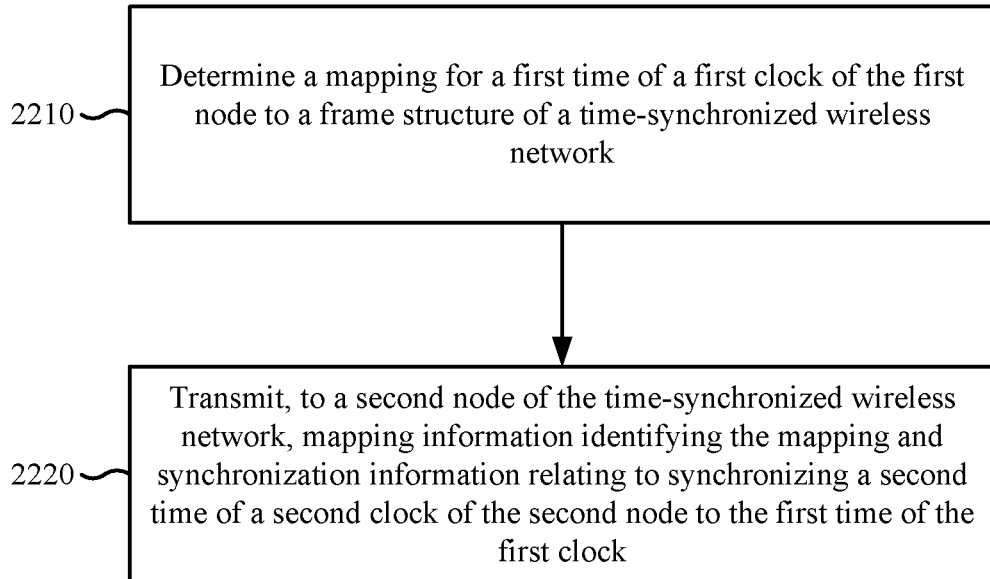 Determine a mapping for a first time of a first clock of the first
2210
node to a frame structure of a time-synchronized wireless
network
Transmit, to a second node of the time-synchronized wireless
network, mapping information identifying the mapping and
2220
synchronization information relating to synchronizing a second
time of a second clock of the second node to the first time of the
first clock